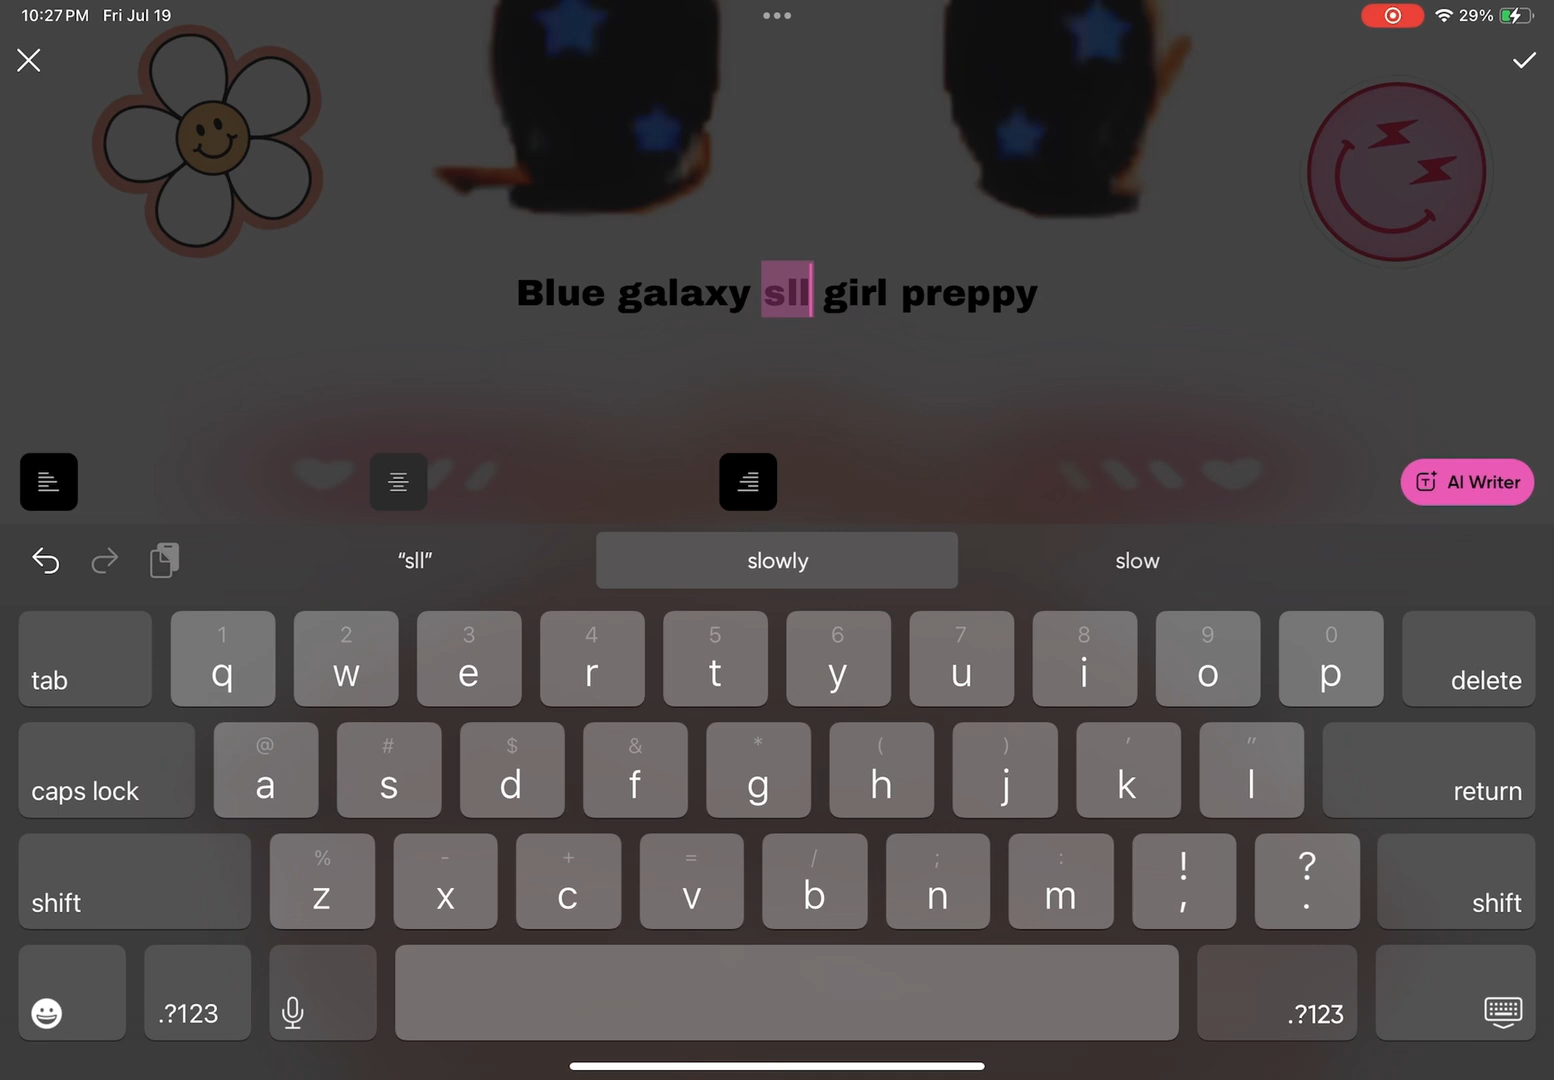 10:27 PM Fri Jul 19
29%
Blue galaxy sll girl preppy
AI Writer
“sll” slowly slow
1 2 3 4 5 6 7 8 9 0
tab q w e r t y u i o p delete
@ # $ & * ( ) ' "
caps lock a s d f g h j k l return
% - + = / ; : ! ?
shift z x c v b n m , . shift
.?123 .?123